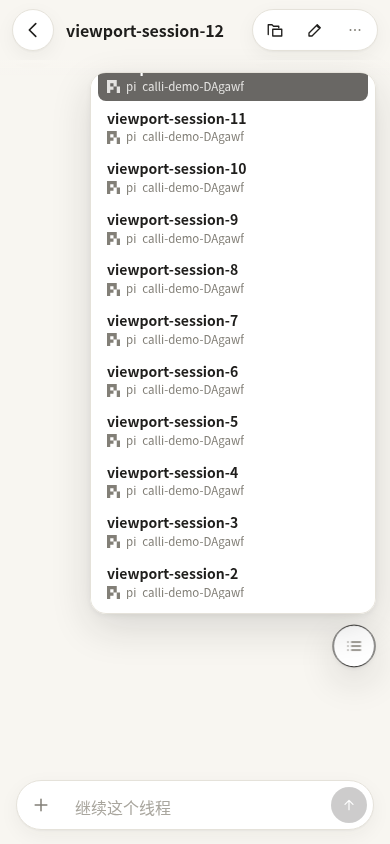 viewport-session-12
pi calli-demo-DAgawf
viewport-session-11
pi calli-demo-DAgawf
viewport-session-10
pi calli-demo-DAgawf
viewport-session-9
pi calli-demo-DAgawf
viewport-session-8
pi calli-demo-DAgawf
viewport-session-7
pi calli-demo-DAgawf
viewport-session-6
pi calli-demo-DAgawf
viewport-session-5
pi calli-demo-DAgawf
viewport-session-4
pi calli-demo-DAgawf
viewport-session-3
pi calli-demo-DAgawf
viewport-session-2
pi calli-demo-DAgawf
继续这个线程